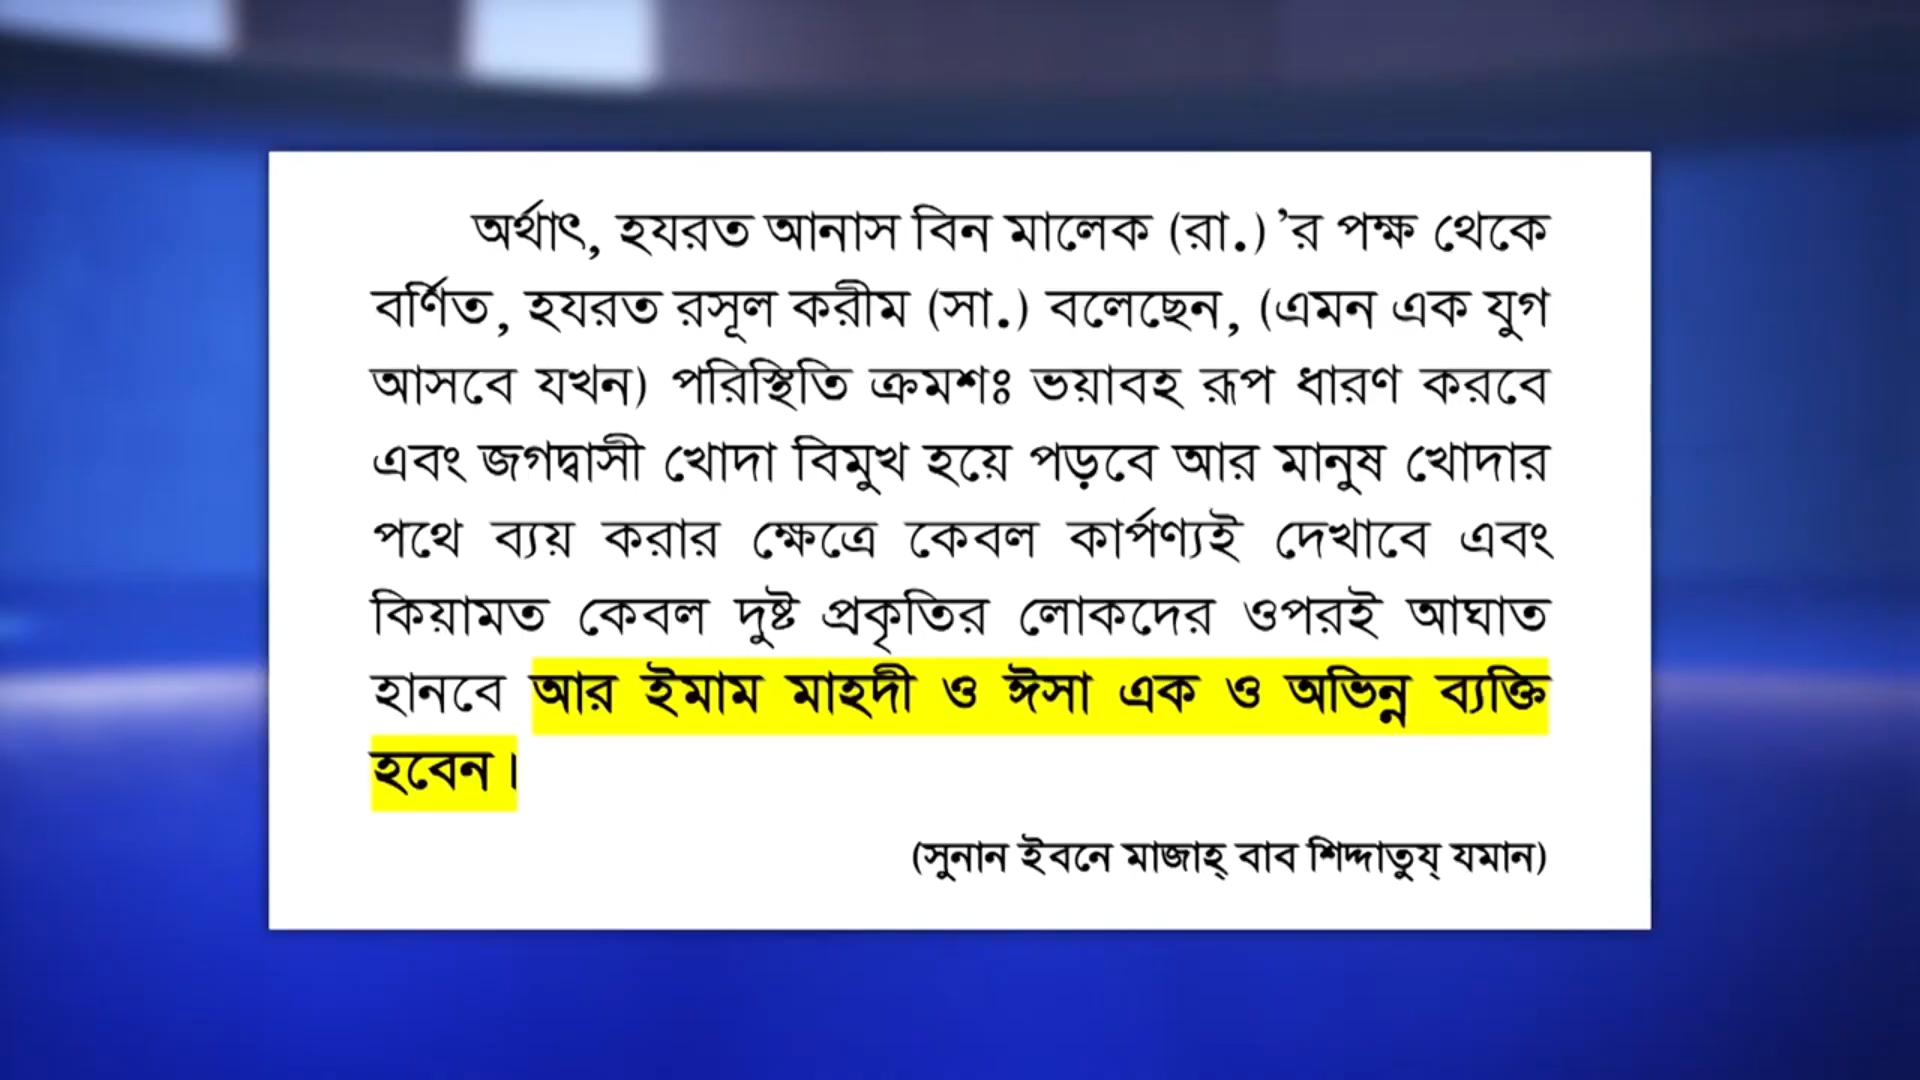 অর্থাৎ, হযরত আনাস বিন মালেক (রা.)’র পক্ষ থেকে
বর্ণিত, হযরত রসূল করীম (সা.) বলেছেন, (এমন এক যুগ
আসবে যখন) পরিস্থিতি ক্রমশঃ ভয়াবহ রূপ ধারণ করবে
এবং জগদ্বাসী খোদা বিমুখ হয়ে পড়বে আর মানুষ খোদার
পথে ব্যয় করার ক্ষেত্রে কেবল কার্পণ্যই দেখাবে এবং
কিয়ামত কেবল দুষ্ট প্রকৃতির লোকদের ওপরই আঘাত
হানবে আর ইমাম মাহদী ও ঈসা এক ও অভিন্ন ব্যক্তি
হবেন।
(সুনান ইবনে মাজাহ্ বাব শিদ্দাতুয্ যমান)